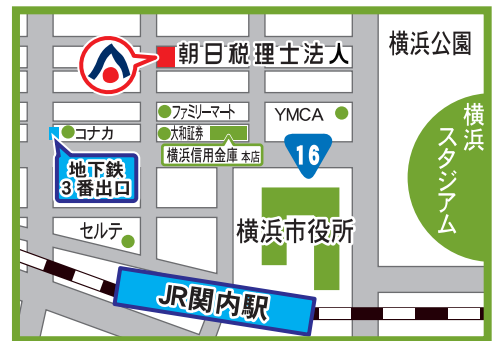 朝日税理士法人
横浜公園
ファミリーマート
YMCA
コナカ
大和証券
横浜
スタジアム
横浜信用金庫 本店
16
地下鉄
3番出口
セルテ
横浜市役所
JR関内駅